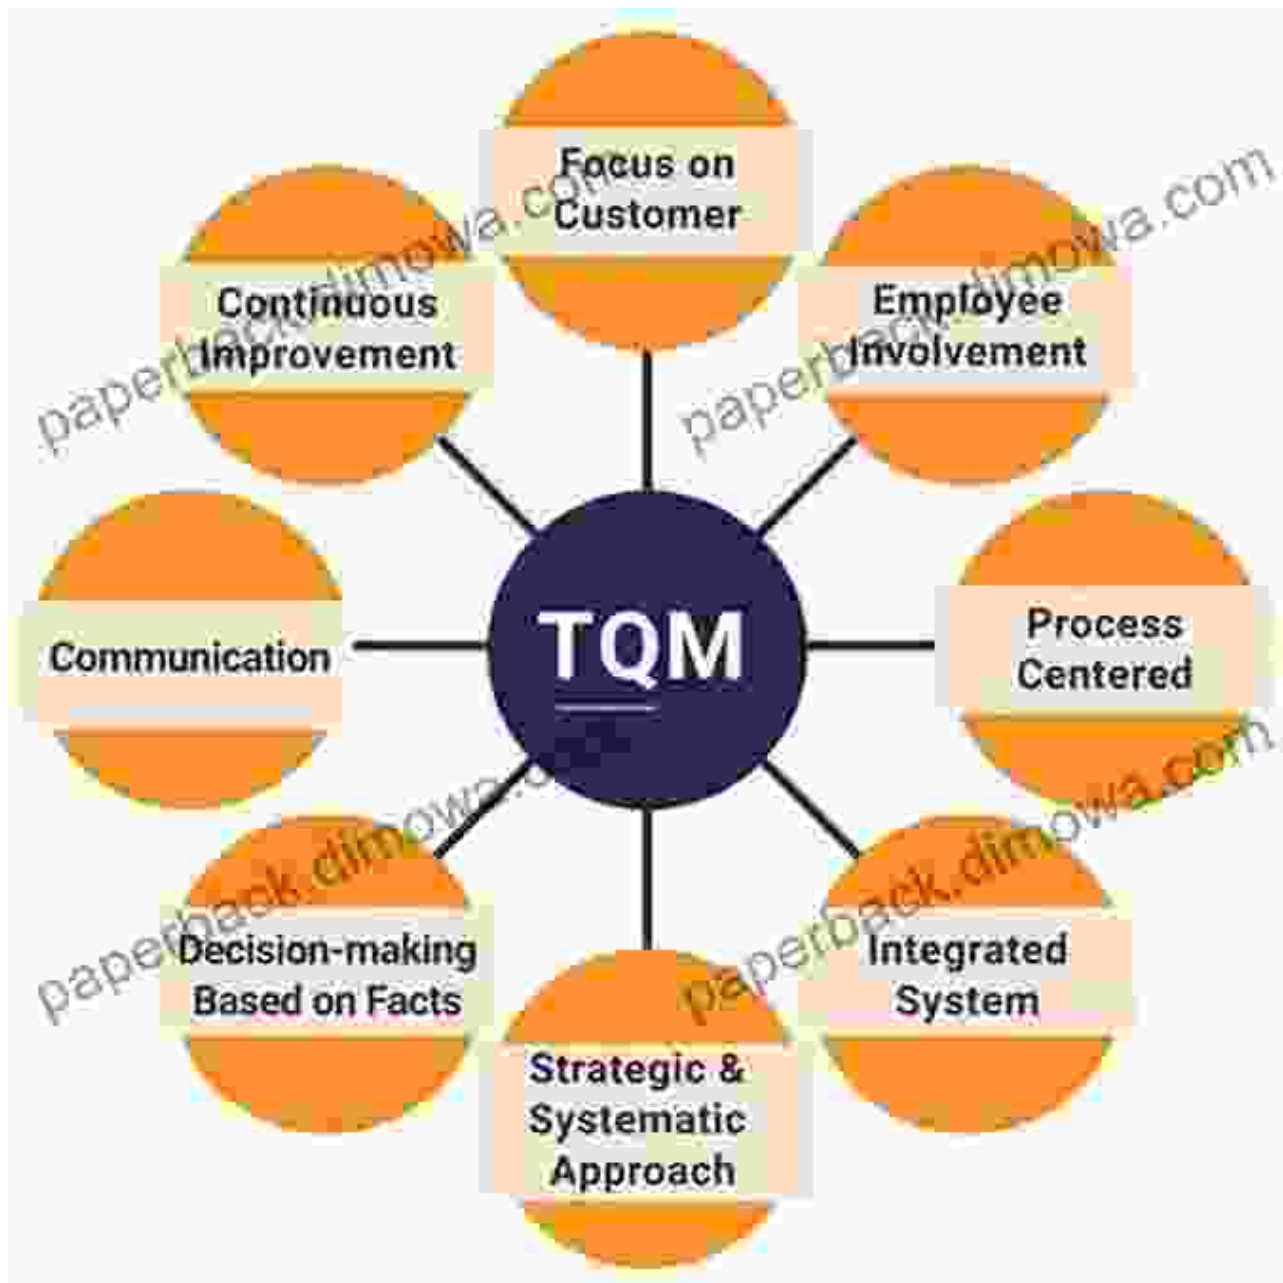 Focus on
Customer
Employee
Involvement
Process
Centered
Integrated
System
Strategic &
Systematic
Approach
Decision-making
Based on Facts
Communication
Continuous
Improvement
TQM
paperback.dimowa.com
paperback.dimowa.com
paperback.dimowa.com
paperback.dimowa.com